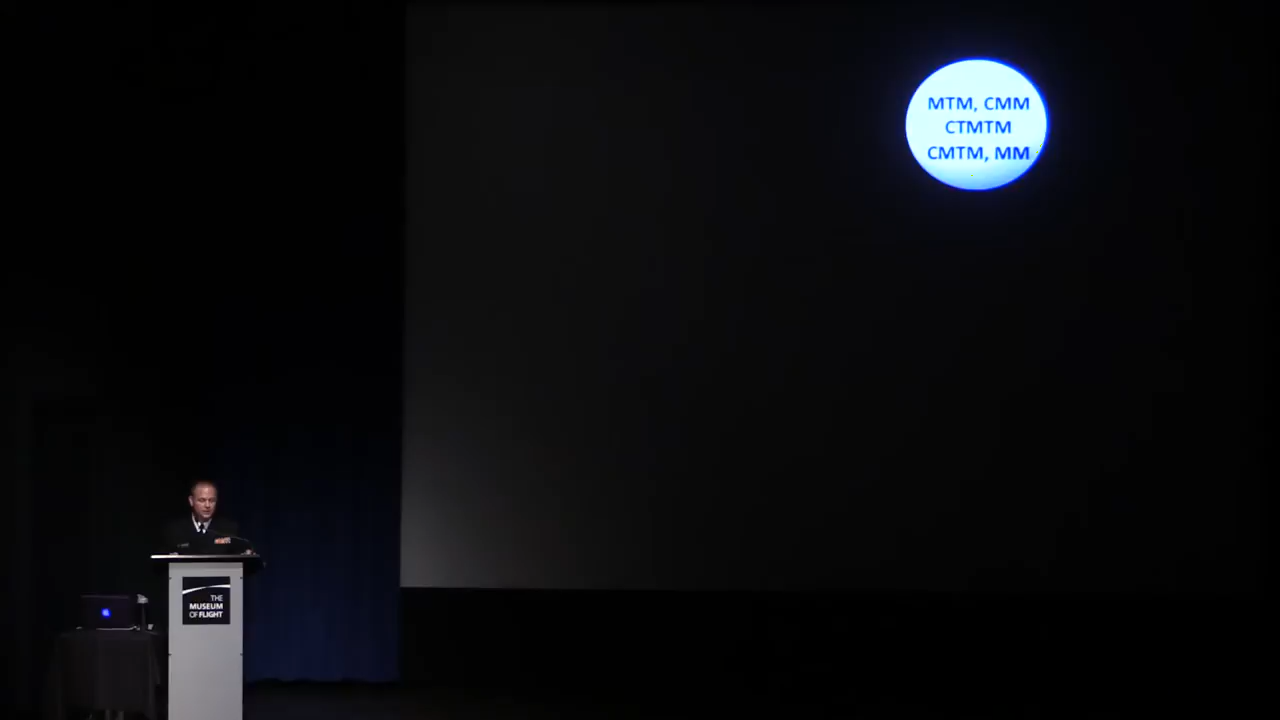 MTM, CMM
CTMTM
CMTM, MM
THE
MUSEUM
OF FLIGHT